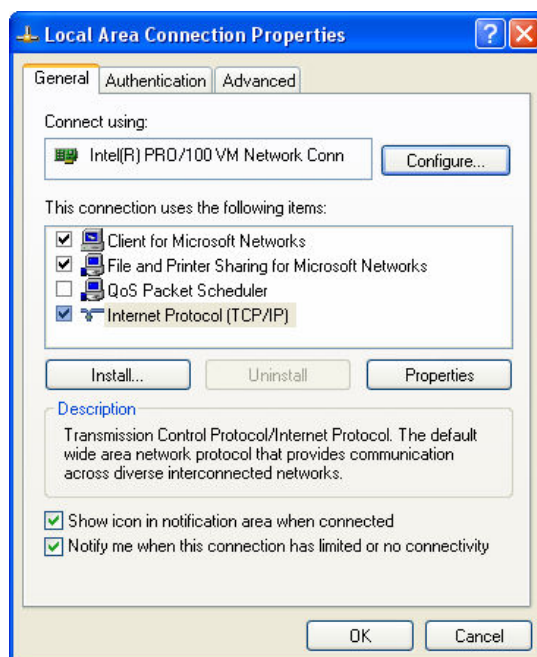 Local Area Connection Properties
General Authentication Advanced
Connect using:
Intel(R) PRO/100 VM Network Conn
Configure...
This connection uses the following items:
Client for Microsoft Networks
File and Printer Sharing for Microsoft Networks
QoS Packet Scheduler
Internet Protocol (TCP/IP)
Install... Uninstall Properties
Description
Transmission Control Protocol/Internet Protocol. The default
wide area network protocol that provides communication
across diverse interconnected networks.
Show icon in notification area when connected
Notify me when this connection has limited or no connectivity
OK Cancel